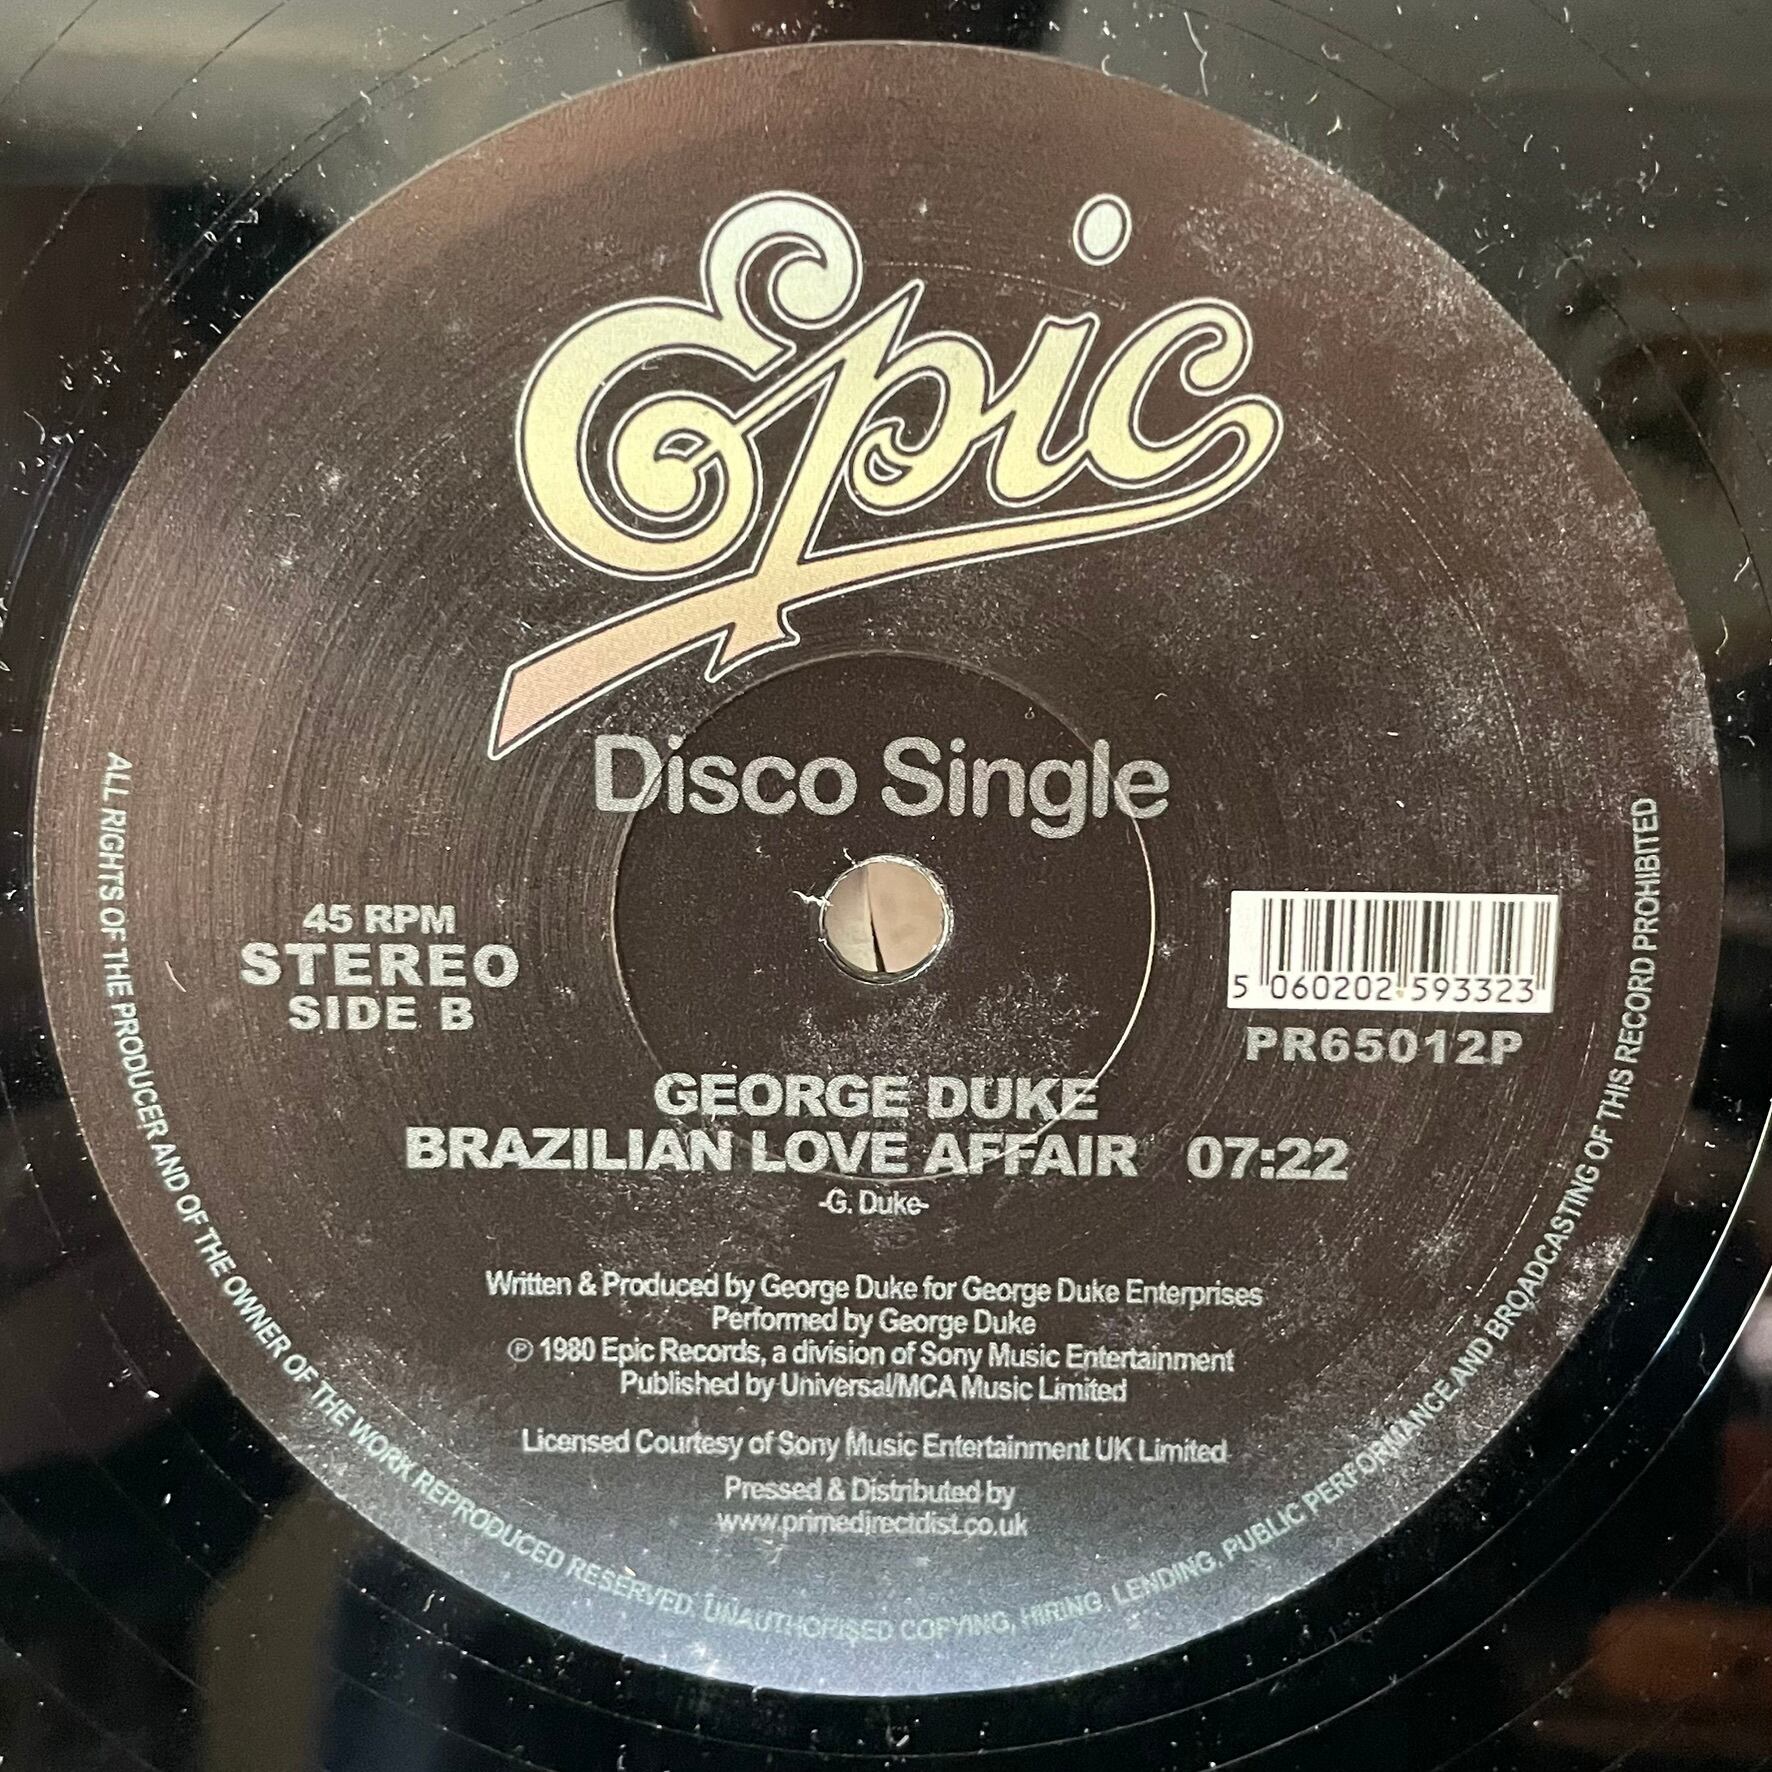 Epic
Disco Single
45 RPM
STEREO
SIDE B
5 060202 593323
PR65012P
GEORGE DUKE
BRAZILIAN LOVE AFFAIR 07:22
-G. Duke-
Written & Produced by George Duke for George Duke Enterprises
Performed by George Duke
℗ 1980 Epic Records, a division of Sony Music Entertainment
Published by Universal/MCA Music Limited
Licensed Courtesy of Sony Music Entertainment UK Limited
Pressed & Distributed by
www.primedirectdist.co.uk
ALL RIGHTS OF THE PRODUCER AND OF THE OWNER OF THE WORK REPRODUCED RESERVED. UNAUTHORISED COPYING, HIRING, LENDING, PUBLIC PERFORMANCE AND BROADCASTING OF THIS RECORD PROHIBITED